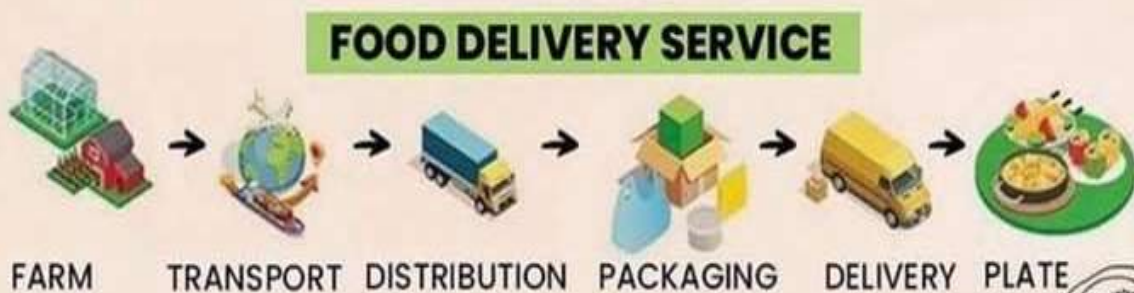 FOOD DELIVERY SERVICE
FARM TRANSPORT DISTRIBUTION PACKAGING DELIVERY PLATE